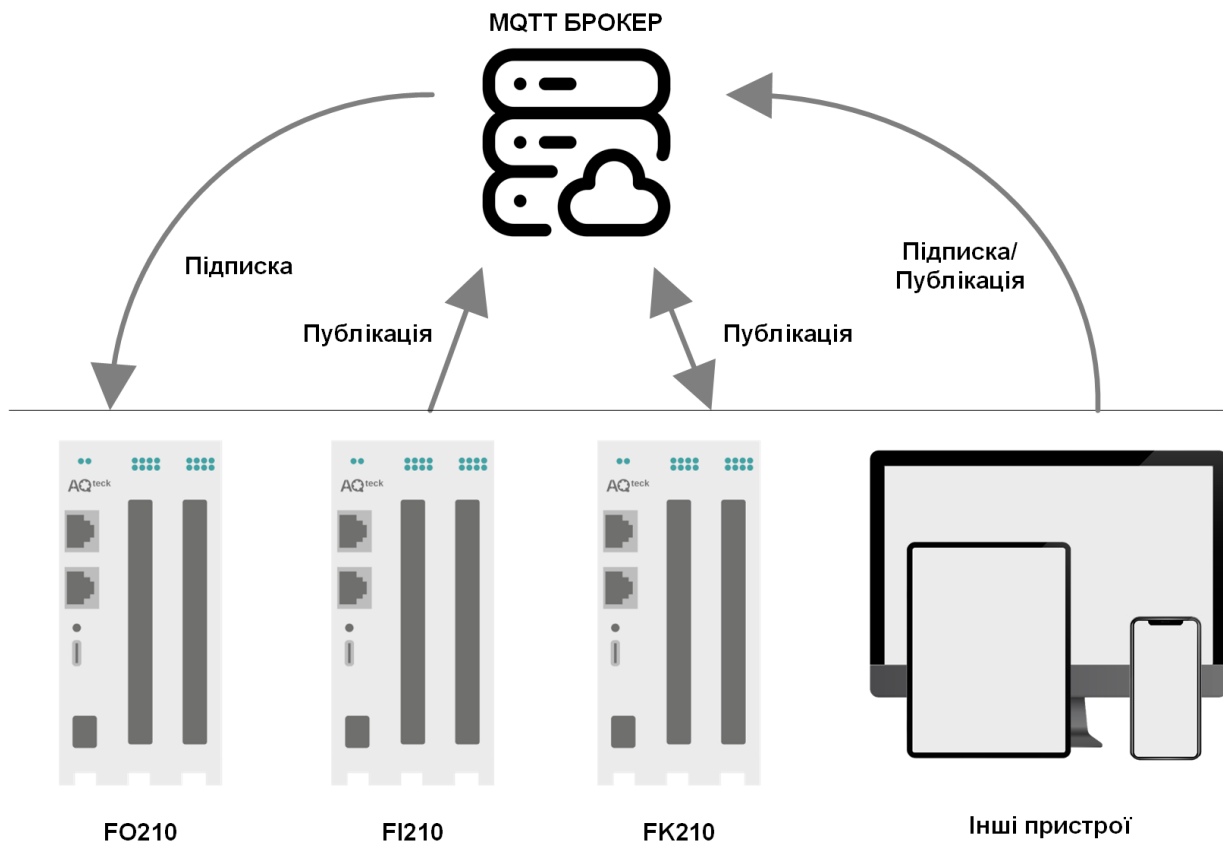 MQTT БРОКЕР
Підписка
Підписка/
Публікація
Публікація
Публікація
AQteck
AQteck
AQteck
FO210
FI210
FK210
Інші пристрої